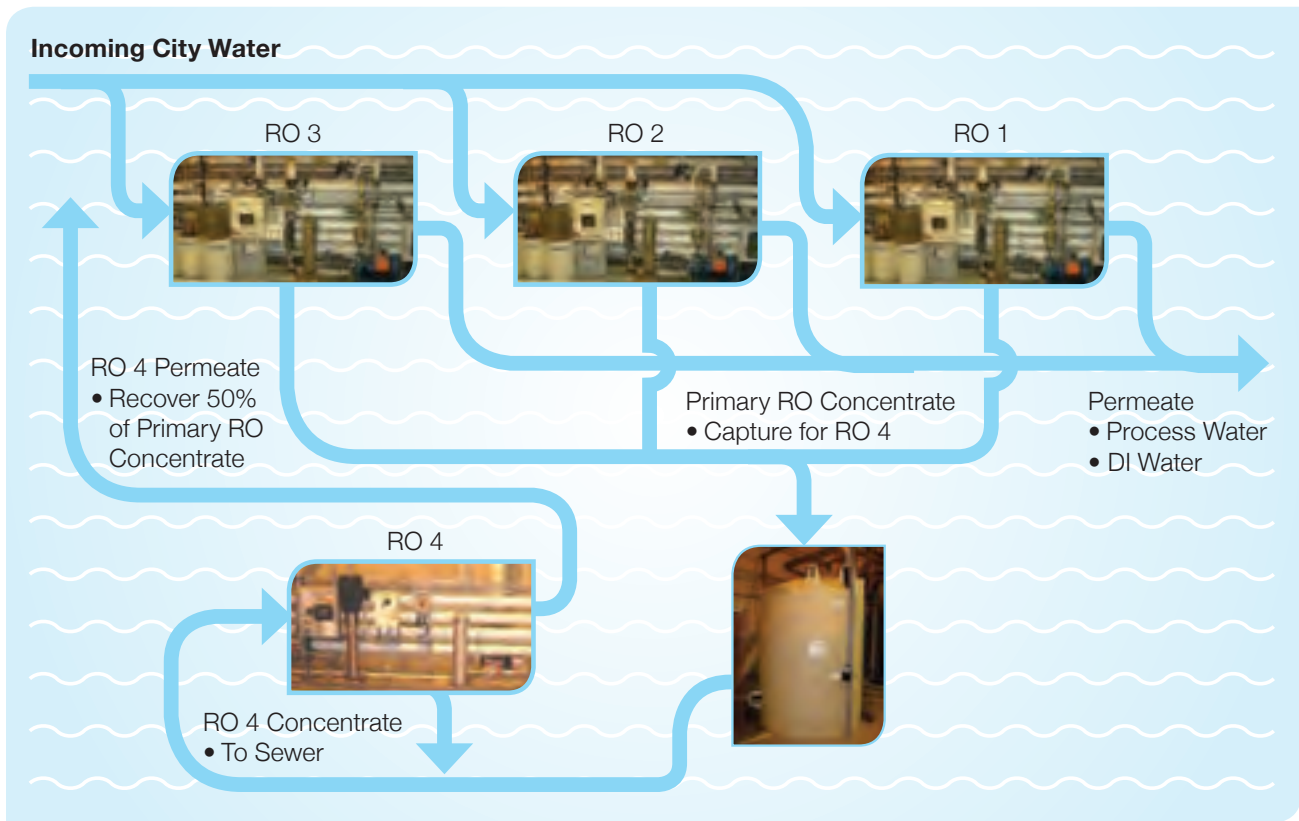 Incoming City Water
RO 3
RO 2
RO 1
RO 4 Permeate
• Recover 50%
of Primary RO
Concentrate
Primary RO Concentrate
• Capture for RO 4
Permeate
• Process Water
• DI Water
RO 4
RO 4 Concentrate
• To Sewer